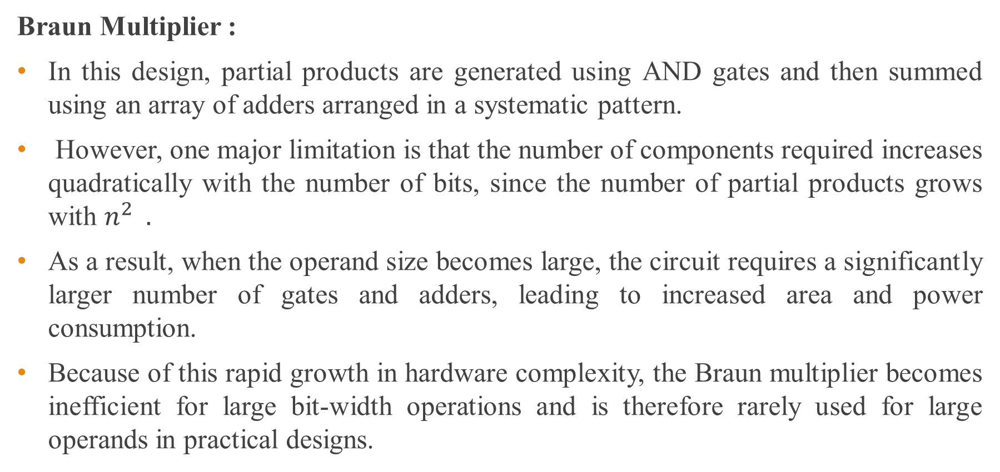 Braun Multiplier :
• In this design, partial products are generated using AND gates and then summed
using an array of adders arranged in a systematic pattern.
• However, one major limitation is that the number of components required increases
quadratically with the number of bits, since the number of partial products grows
with n² .
• As a result, when the operand size becomes large, the circuit requires a significantly
larger number of gates and adders, leading to increased area and power
consumption.
• Because of this rapid growth in hardware complexity, the Braun multiplier becomes
inefficient for large bit-width operations and is therefore rarely used for large
operands in practical designs.